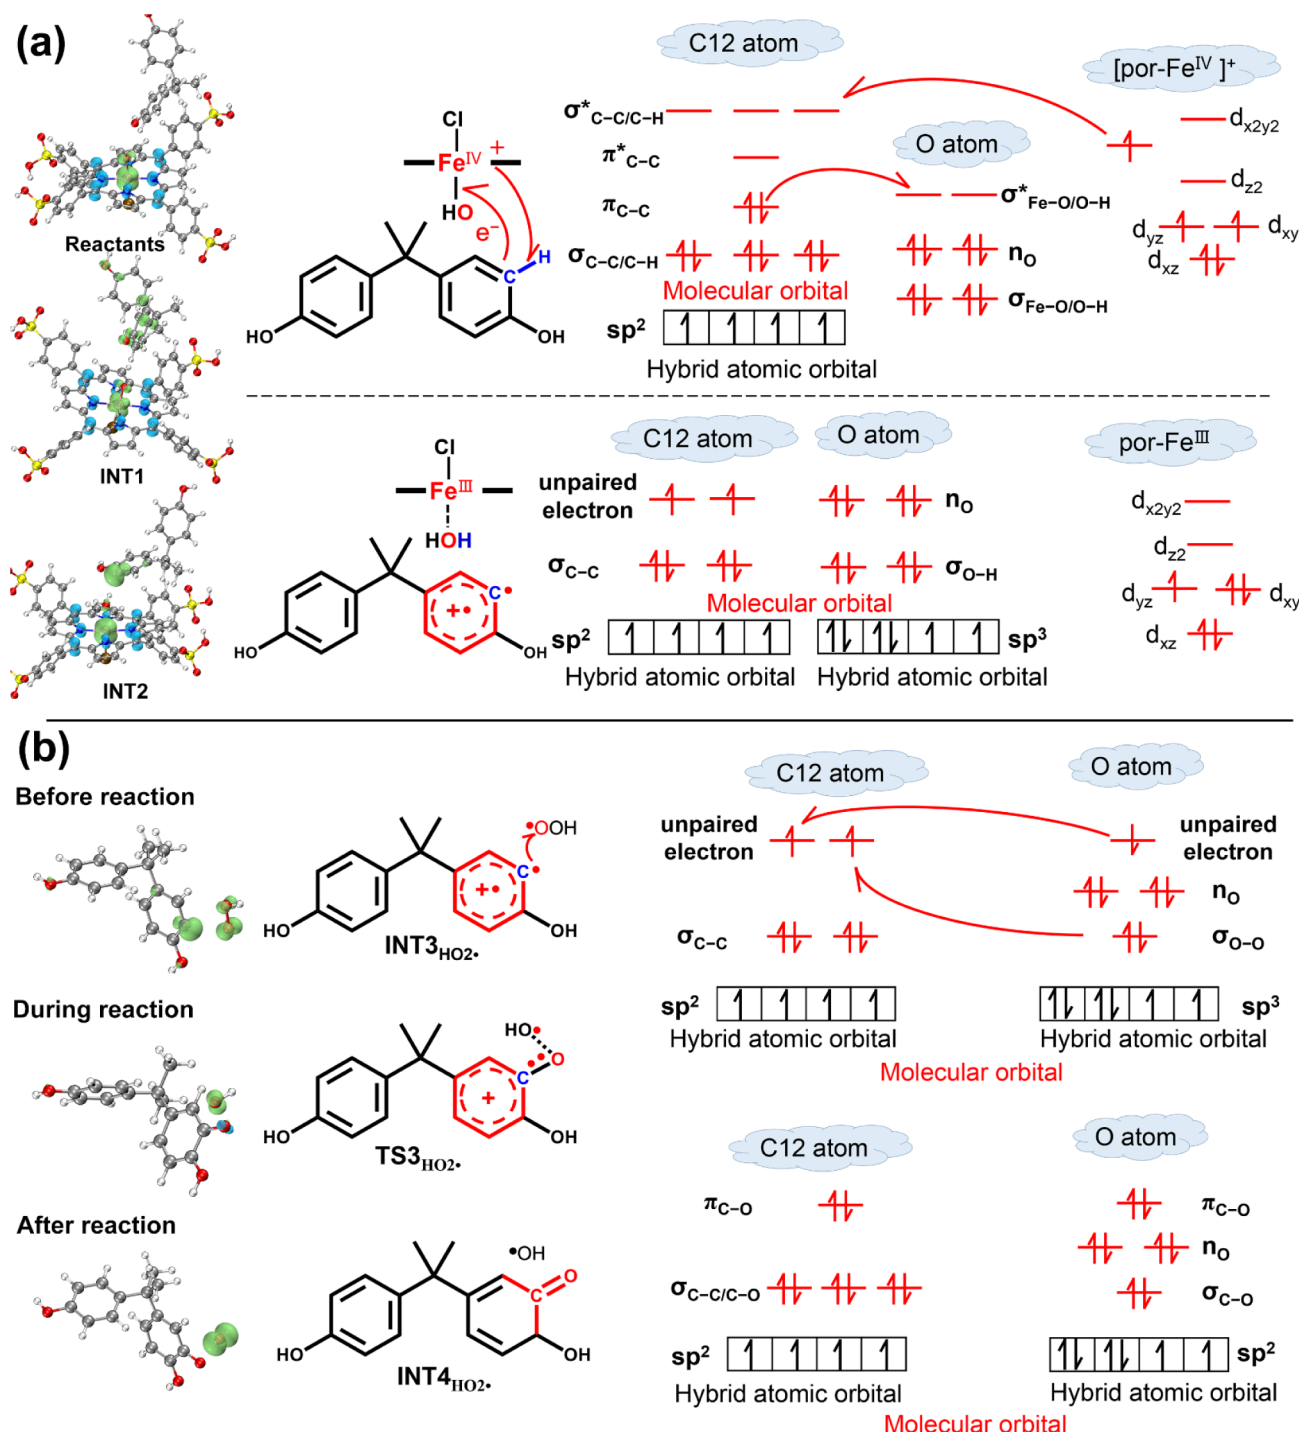 (a)
C12 atom
[por-Feᴵⱽ]⁺
σ*C–C/C–H
dx2y2
Cl
O atom
π*C–C
Feᴵⱽ +
dz2
σ*Fe–O/O–H
πC–C
HO
e⁻
dyz
dxy
Reactants
H
σC–C/C–H
nO
dxz
C
Molecular orbital
σFe–O/O–H
HO
OH
sp²
Hybrid atomic orbital
C12 atom
O atom
por-Feᴵᴵᴵ
Cl
INT1
unpaired
electron
nO
dx2y2
Feᴵᴵᴵ
HOH
dz2
σC–C
σO–H
dyz
dxy
C
Molecular orbital
+•
dxz
HO
OH
sp²
sp³
Hybrid atomic orbital
Hybrid atomic orbital
INT2
(b)
C12 atom
O atom
Before reaction
•OOH
unpaired
electron
unpaired
electron
C
+•
nO
HO
OH
σC–C
σO–O
INT3HO2•
During reaction
sp²
sp³
Hybrid atomic orbital
Hybrid atomic orbital
HO•
O
C
Molecular orbital
+
HO
OH
C12 atom
O atom
TS3HO2•
After reaction
πC–O
πC–O
•OH
nO
O
C
σC–C/C–O
σC–O
HO
OH
sp²
sp²
INT4HO2•
Hybrid atomic orbital
Hybrid atomic orbital
Molecular orbital